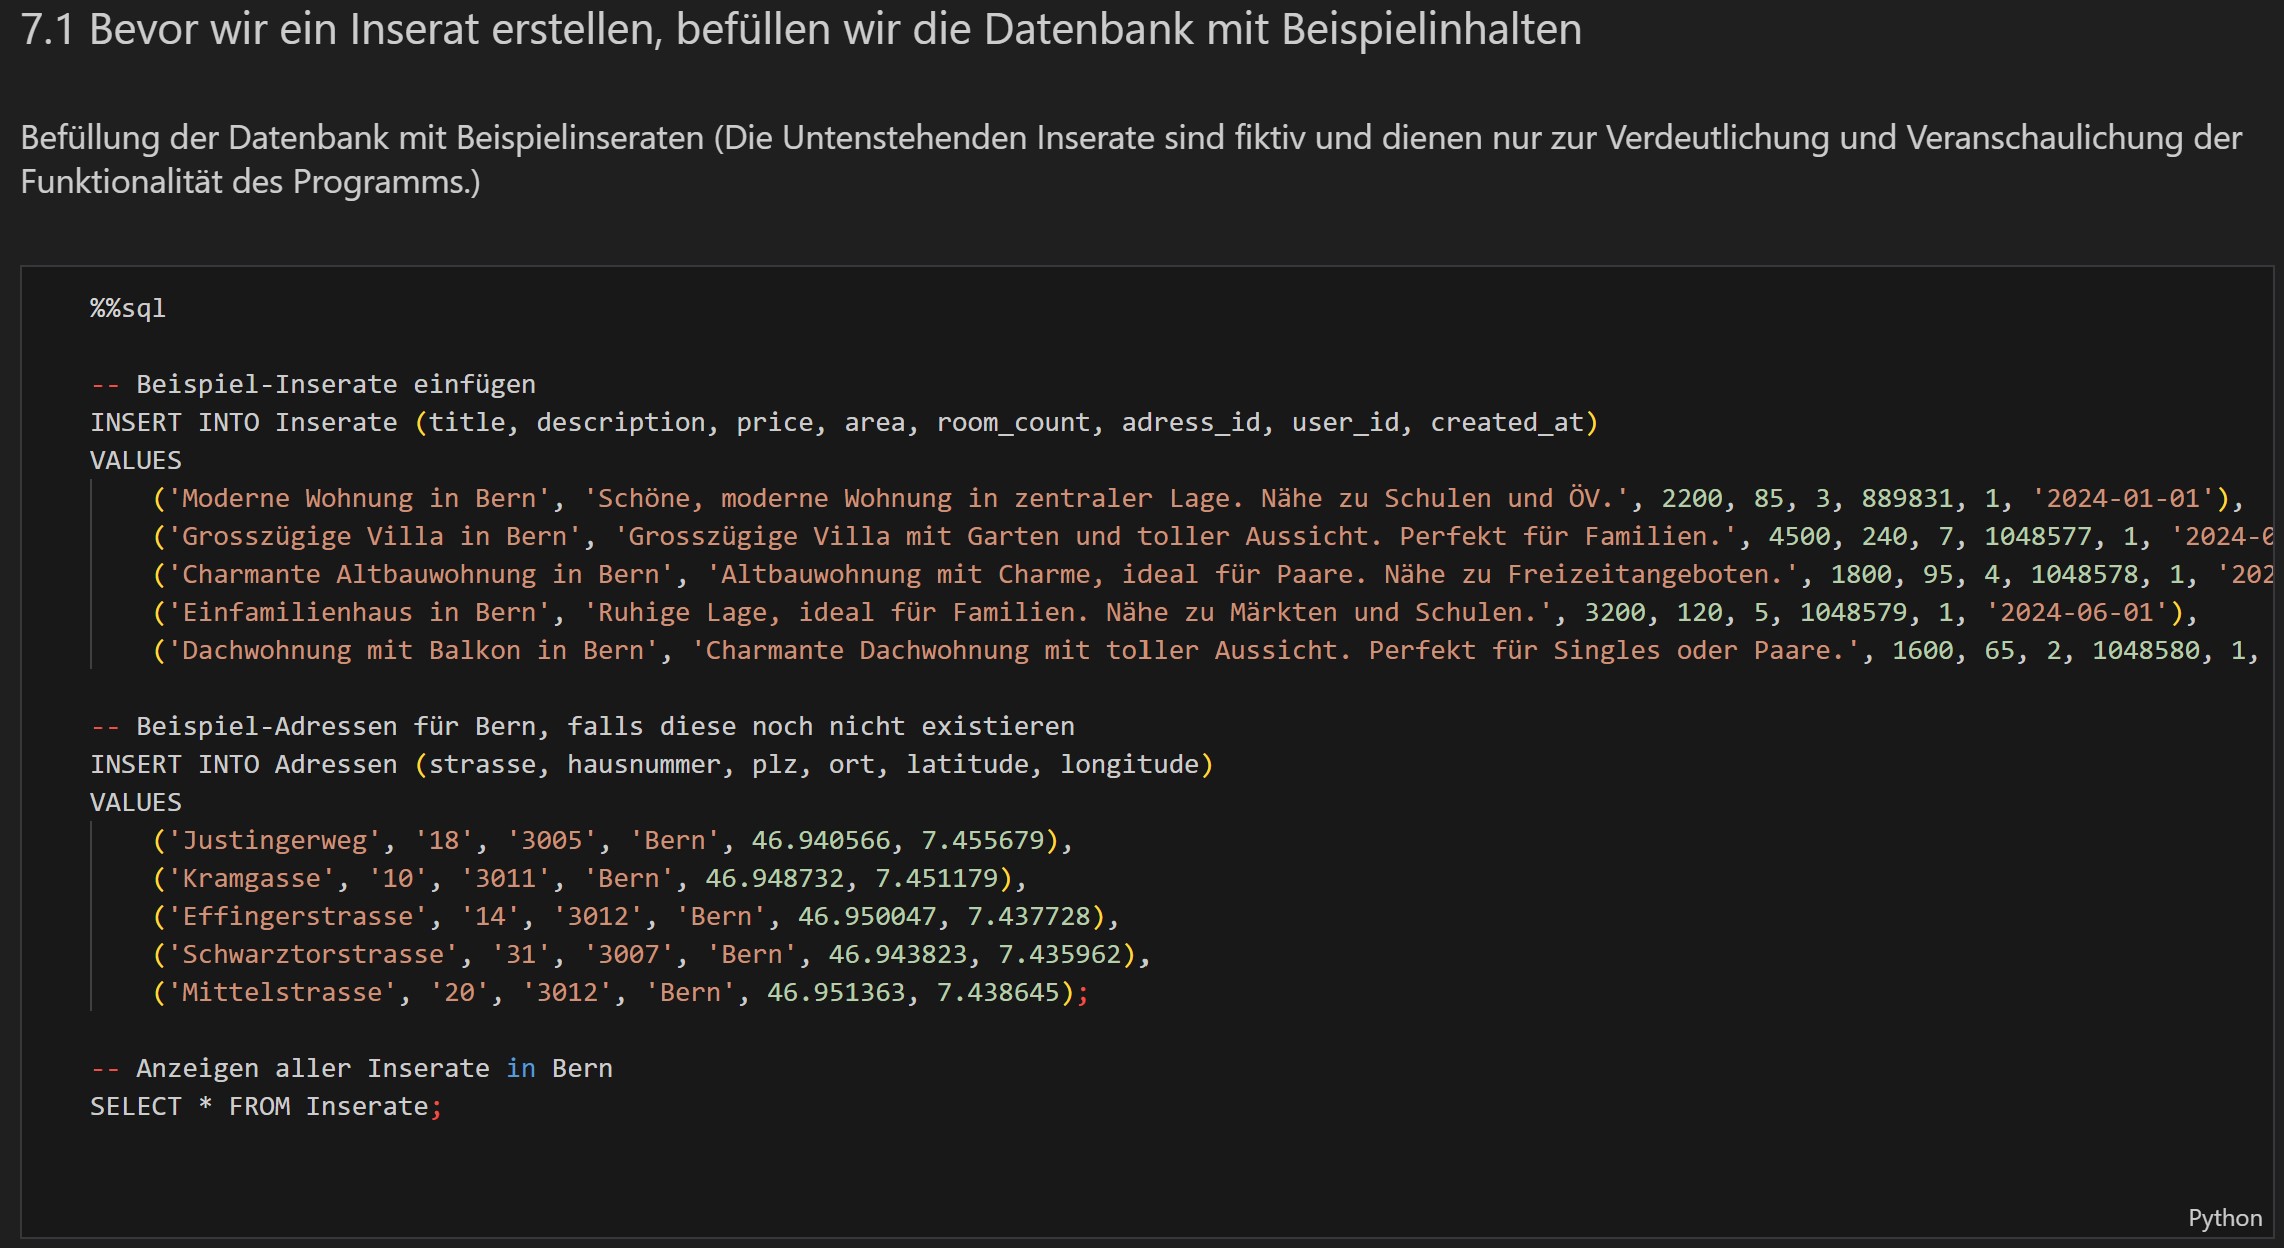 7.1 Bevor wir ein Inserat erstellen, befüllen wir die Datenbank mit Beispielinhalten
Befüllung der Datenbank mit Beispielinseraten (Die Untenstehenden Inserate sind fiktiv und dienen nur zur Verdeutlichung und Veranschaulichung der
Funktionalität des Programms.)
%%sql
-- Beispiel-Inserate einfügen
INSERT INTO Inserate (title, description, price, area, room_count, adress_id, user_id, created_at)
VALUES
('Moderne Wohnung in Bern', 'Schöne, moderne Wohnung in zentraler Lage. Nähe zu Schulen und ÖV.', 2200, 85, 3, 889831, 1, '2024-01-01'),
('Grosszügige Villa in Bern', 'Grosszügige Villa mit Garten und toller Aussicht. Perfekt für Familien.', 4500, 240, 7, 1048577, 1, '2024-0
('Charmante Altbauwohnung in Bern', 'Altbauwohnung mit Charme, ideal für Paare. Nähe zu Freizeitangeboten.', 1800, 95, 4, 1048578, 1, '202
('Einfamilienhaus in Bern', 'Ruhige Lage, ideal für Familien. Nähe zu Märkten und Schulen.', 3200, 120, 5, 1048579, 1, '2024-06-01'),
('Dachwohnung mit Balkon in Bern', 'Charmante Dachwohnung mit toller Aussicht. Perfekt für Singles oder Paare.', 1600, 65, 2, 1048580, 1,
-- Beispiel-Adressen für Bern, falls diese noch nicht existieren
INSERT INTO Adressen (strasse, hausnummer, plz, ort, latitude, longitude)
VALUES
('Justingerweg', '18', '3005', 'Bern', 46.940566, 7.455679),
('Kramgasse', '10', '3011', 'Bern', 46.948732, 7.451179),
('Effingerstrasse', '14', '3012', 'Bern', 46.950047, 7.437728),
('Schwarztorstrasse', '31', '3007', 'Bern', 46.943823, 7.435962),
('Mittelstrasse', '20', '3012', 'Bern', 46.951363, 7.438645);
-- Anzeigen aller Inserate in Bern
SELECT * FROM Inserate;
Python